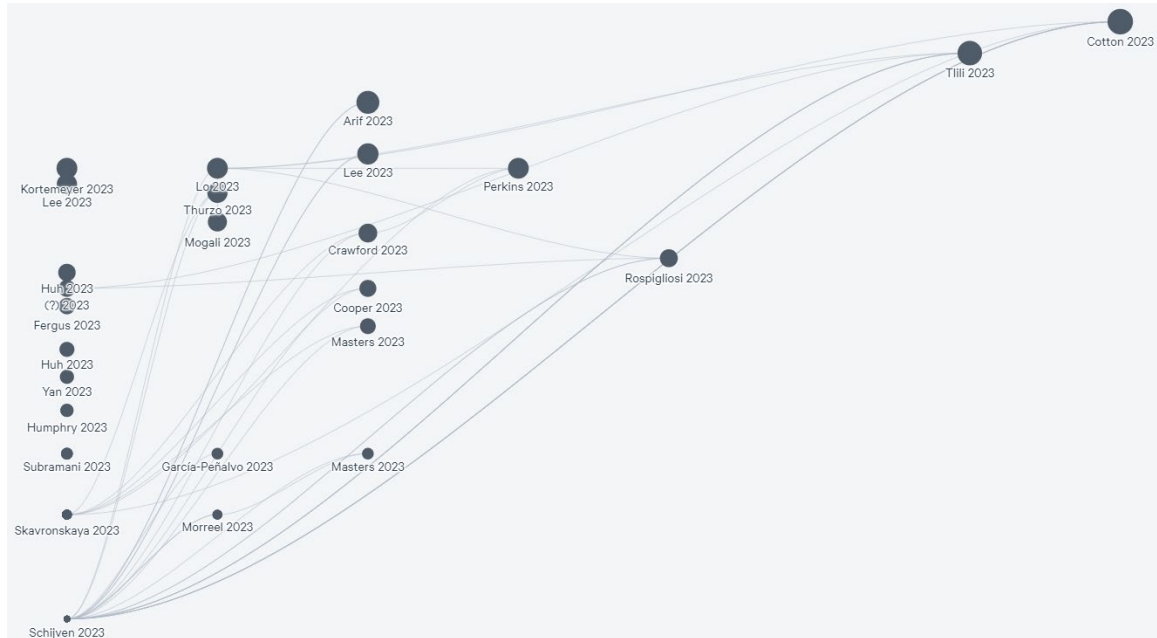 Cotton 2023
Tlili 2023
Arif 2023
Lee 2023
Perkins 2023
Kortemeyer 2023
Lo 2023
Lee 2023
Thurzo 2023
Mogali 2023
Crawford 2023
Rospigliosi 2023
Huh 2023
(?) 2023
Cooper 2023
Fergus 2023
Masters 2023
Huh 2023
Yan 2023
Humphry 2023
Subramani 2023
García-Peñalvo 2023
Masters 2023
Skavronskaya 2023
Morreel 2023
Schijven 2023